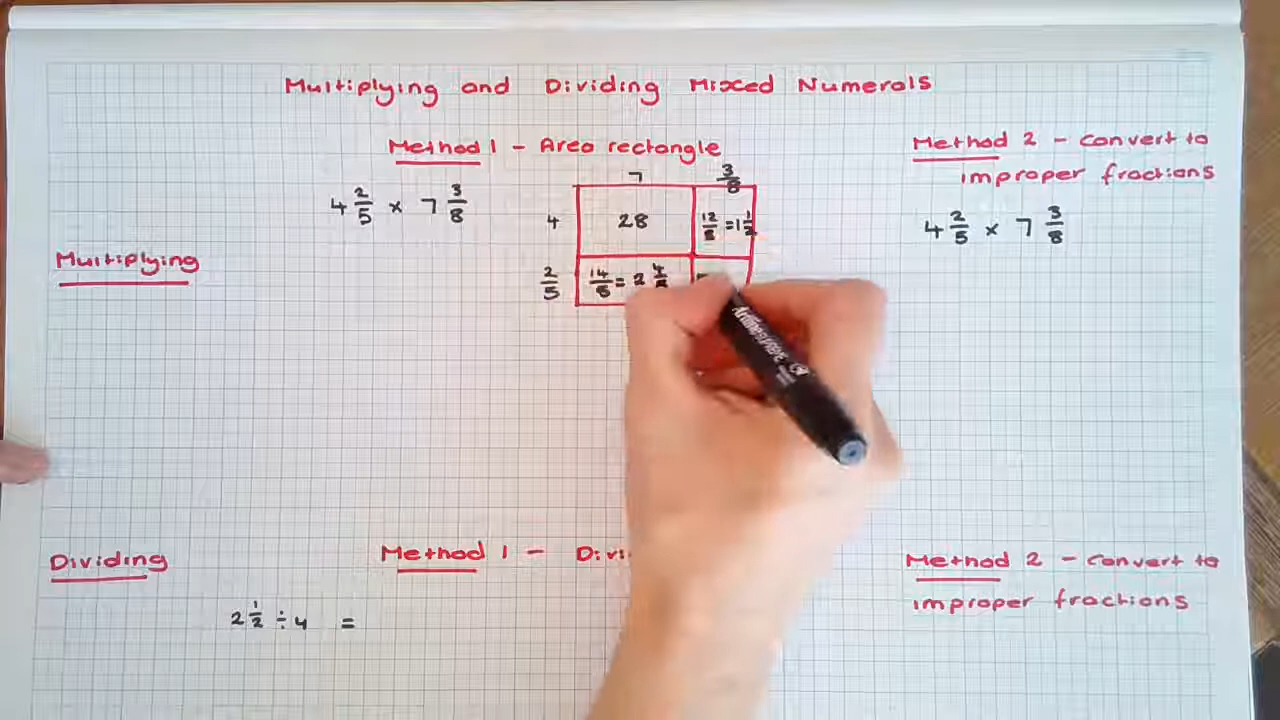 Multiplying and Dividing Mixed Numerals
Method 1 - Area rectangle
Method 2 - convert to
improper fractions
7 3/8
4 2/5 × 7 3/8
4 28 12/8 = 1 1/2
4 2/5 × 7 3/8
Multiplying
2/5 14/5 = 2 4/5
Dividing
Method 1 -
Method 2 - convert to
improper fractions
2 1/2 ÷ 4 =